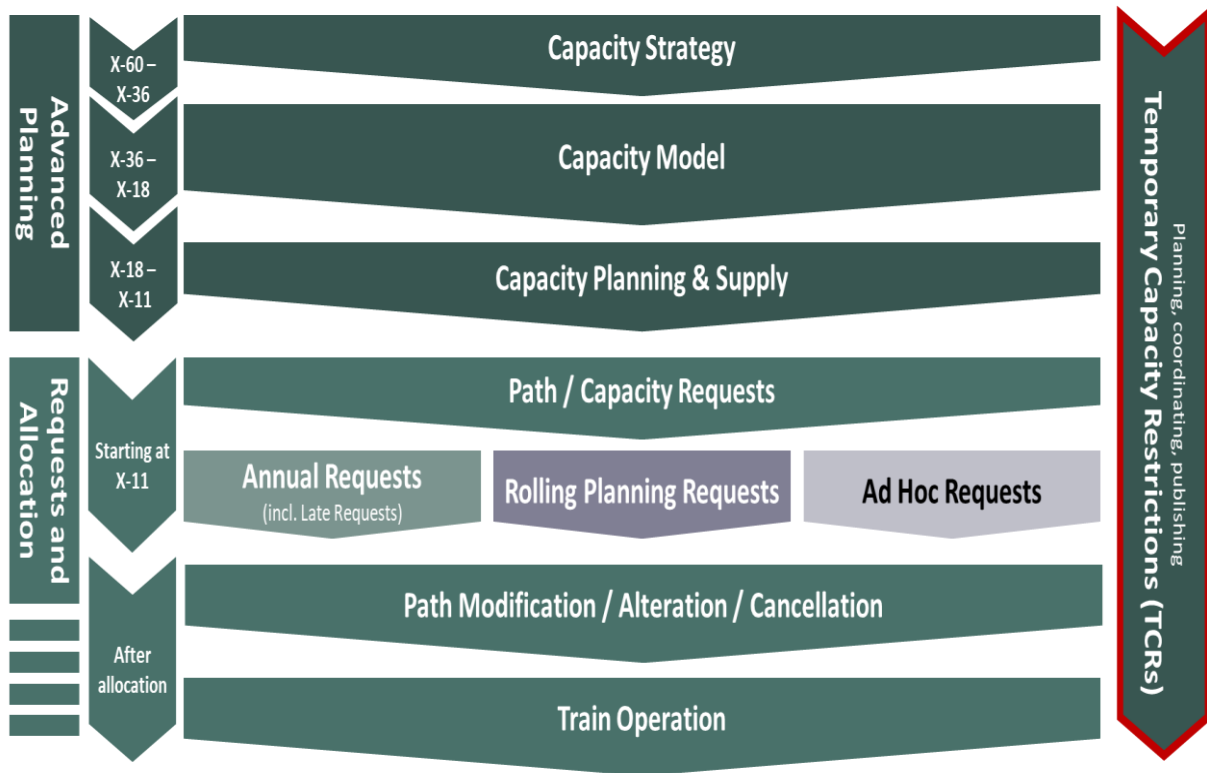 Advanced
Planning
X-60 –
X-36
Capacity Strategy
X-36 –
X-18
Capacity Model
X-18 –
X-11
Capacity Planning & Supply
Requests and
Allocation
Starting at
X-11
Path / Capacity Requests
Annual Requests
(incl. Late Requests)
Rolling Planning Requests
Ad Hoc Requests
After
allocation
Path Modification / Alteration / Cancellation
Train Operation
Planning, coordinating, publishing
Temporary Capacity Restrictions (TCRs)